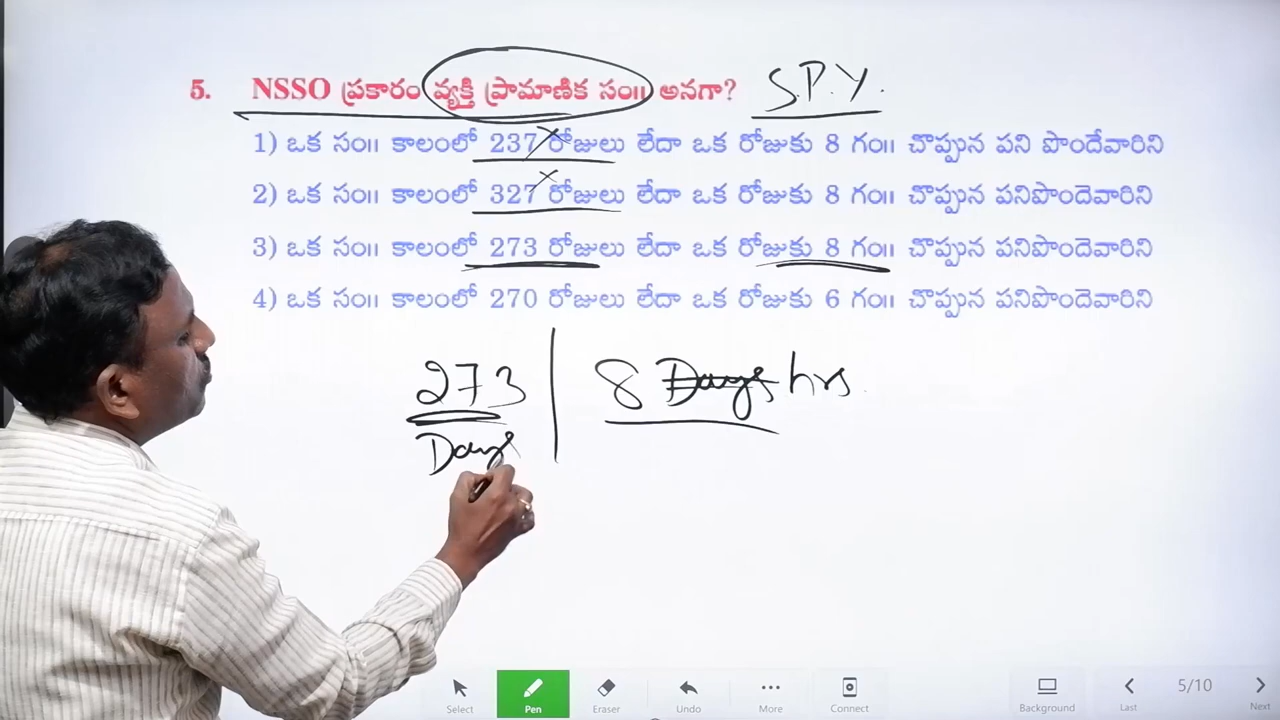 5. NSSO ప్రకారం వ్యక్తి ప్రామాణిక సం॥ అనగా? S.P.Y.
1) ఒక సం॥ కాలంలో 237 రోజులు లేదా ఒక రోజుకు 8 గం॥ చొప్పున పని పొందేవారిని
2) ఒక సం॥ కాలంలో 327 రోజులు లేదా ఒక రోజుకు 8 గం॥ చొప్పున పనిపొందెవారిని
3) ఒక సం॥ కాలంలో 273 రోజులు లేదా ఒక రోజుకు 8 గం॥ చొప్పున పనిపొందెవారిని
4) ఒక సం॥ కాలంలో 270 రోజులు లేదా ఒక రోజుకు 6 గం॥ చొప్పున పనిపొందెవారిని
273 8 Days hrs
Days
Select Pen Eraser Undo More Connect Background Last 5/10 Next